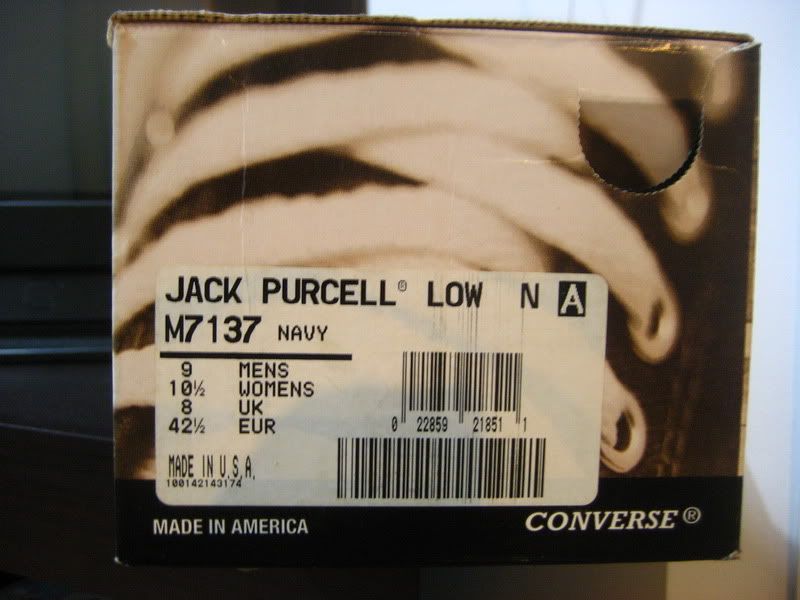 JACK PURCELL® LOW N A
M7137 NAVY
9 MENS
10½ WOMENS
8 UK
42½ EUR
0 22859 21851 1
MADE IN U.S.A.
100142143174
MADE IN AMERICA
CONVERSE®